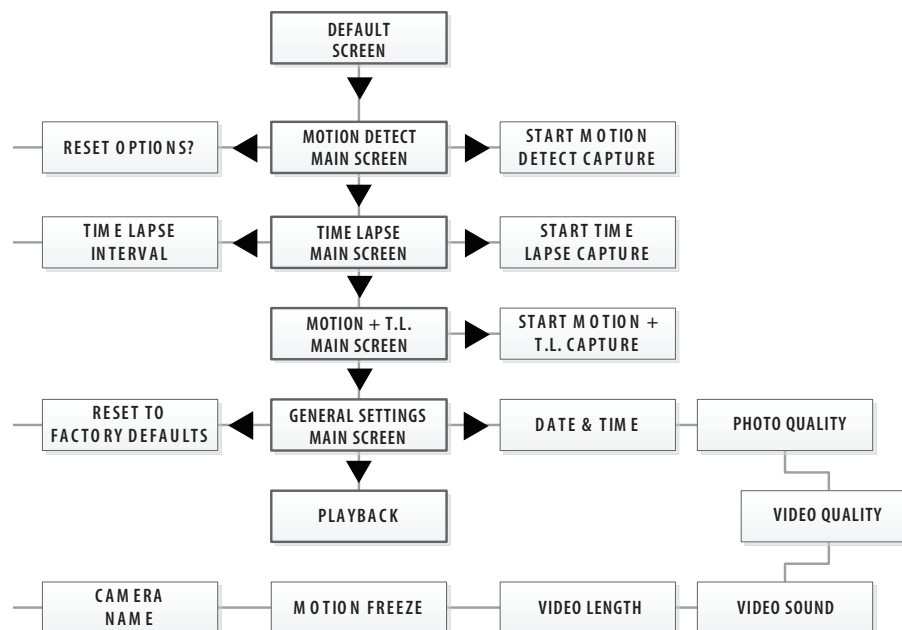 DEFAULT
SCREEN
RESET OPTIONS?
MOTION DETECT
MAIN SCREEN
START MOTION
DETECT CAPTURE
TIME LAPSE
INTERVAL
TIME LAPSE
MAIN SCREEN
START TIME
LAPSE CAPTURE
MOTION + T.L.
MAIN SCREEN
START MOTION +
T.L. CAPTURE
RESET TO
FACTORY DEFAULTS
GENERAL SETTINGS
MAIN SCREEN
DATE & TIME
PHOTO QUALITY
PLAYBACK
VIDEO QUALITY
CAMERA
NAME
MOTION FREEZE
VIDEO LENGTH
VIDEO SOUND